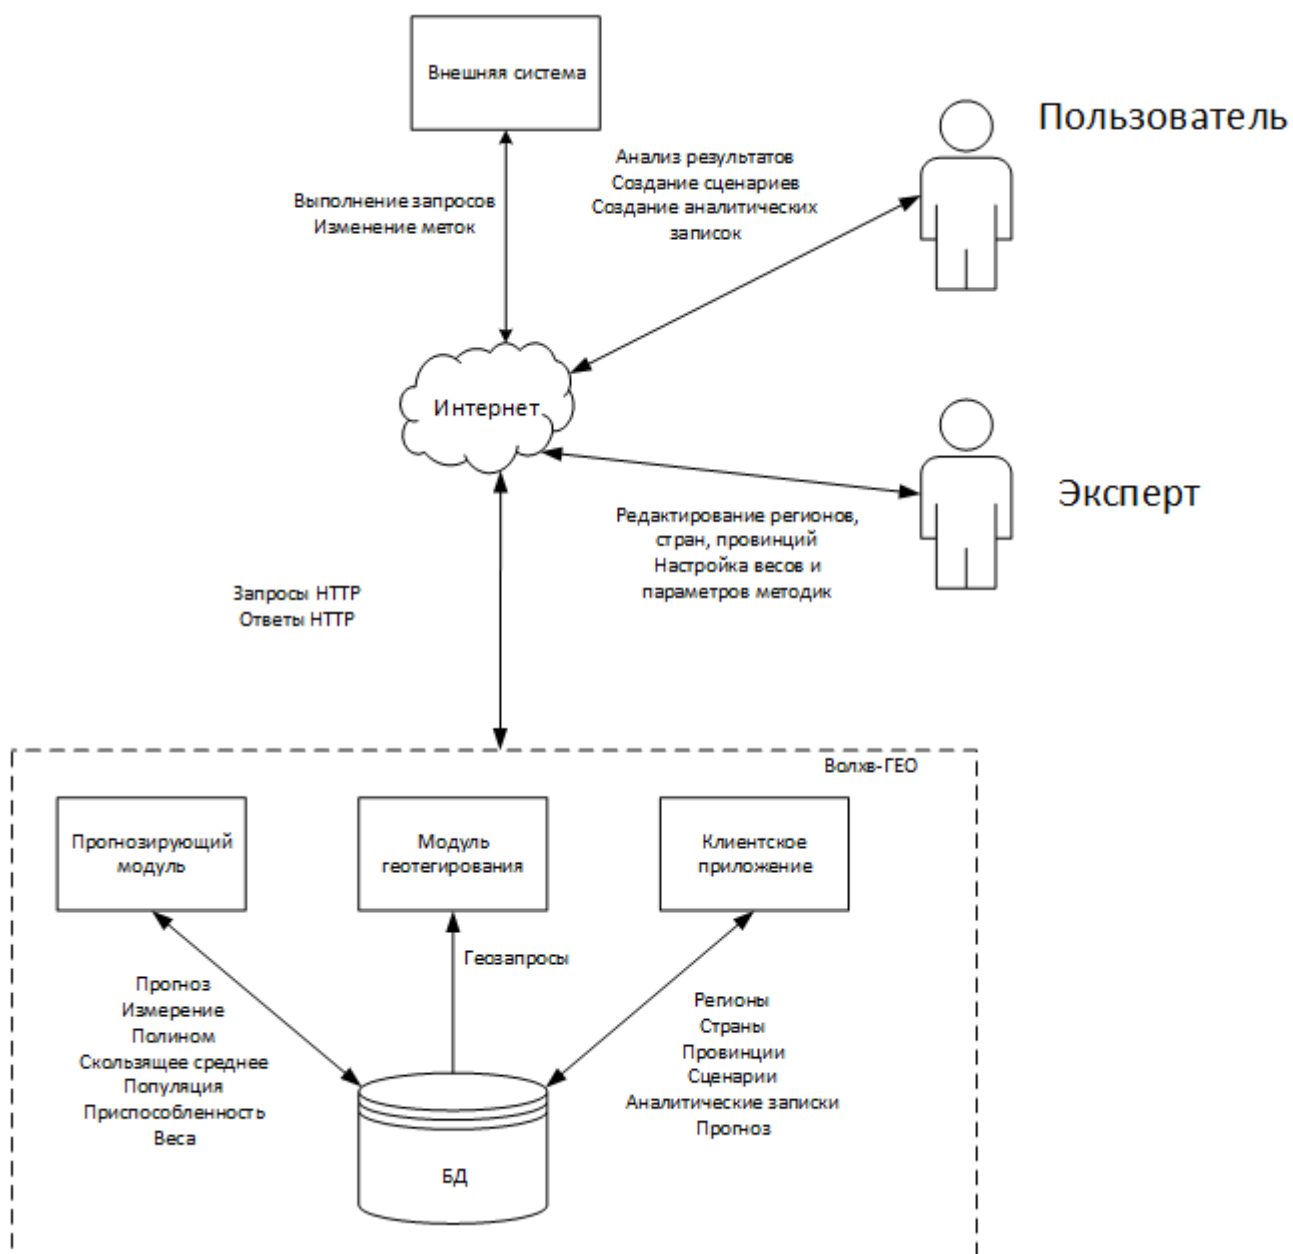 Внешняя система
Пользователь
Анализ результатов
Создание сценариев
Создание аналитических
записок
Выполнение запросов
Изменение меток
Интернет
Эксперт
Редактирование регионов,
стран, провинций
Настройка весов и
параметров методик
Запросы HTTP
Ответы HTTP
Волхв-ГЕО
Прогнозирующий
модуль
Модуль
геотегирования
Клиентское
приложение
Геозапросы
Прогноз
Измерение
Полином
Скользящее среднее
Популяция
Приспособленность
Веса
Регионы
Страны
Провинции
Сценарии
Аналитические записки
Прогноз
БД